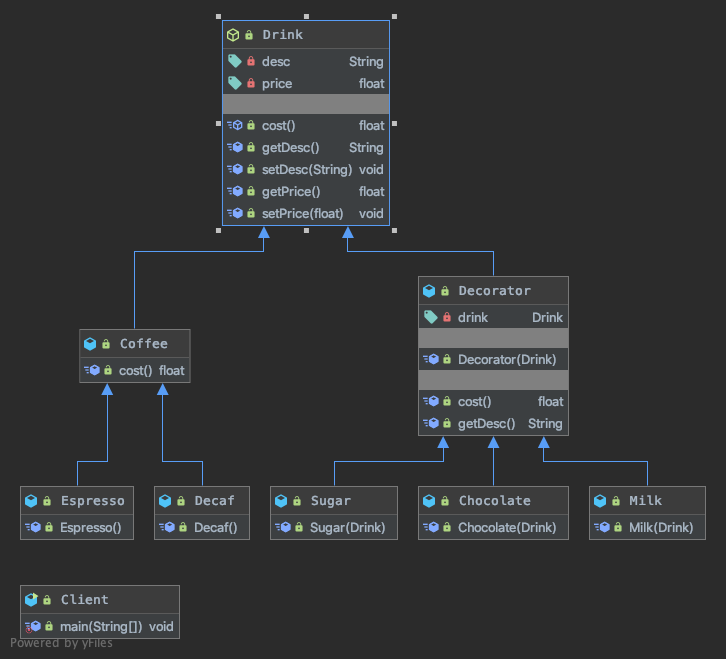 Drink
desc String
price float
cost() float
getDesc() String
setDesc(String) void
getPrice() float
setPrice(float) void
Decorator
drink Drink
Decorator(Drink)
cost() float
getDesc() String
Coffee
cost() float
Espresso
Espresso()
Decaf
Decaf()
Sugar
Sugar(Drink)
Chocolate
Chocolate(Drink)
Milk
Milk(Drink)
Client
main(String[]) void
Powered by yFiles